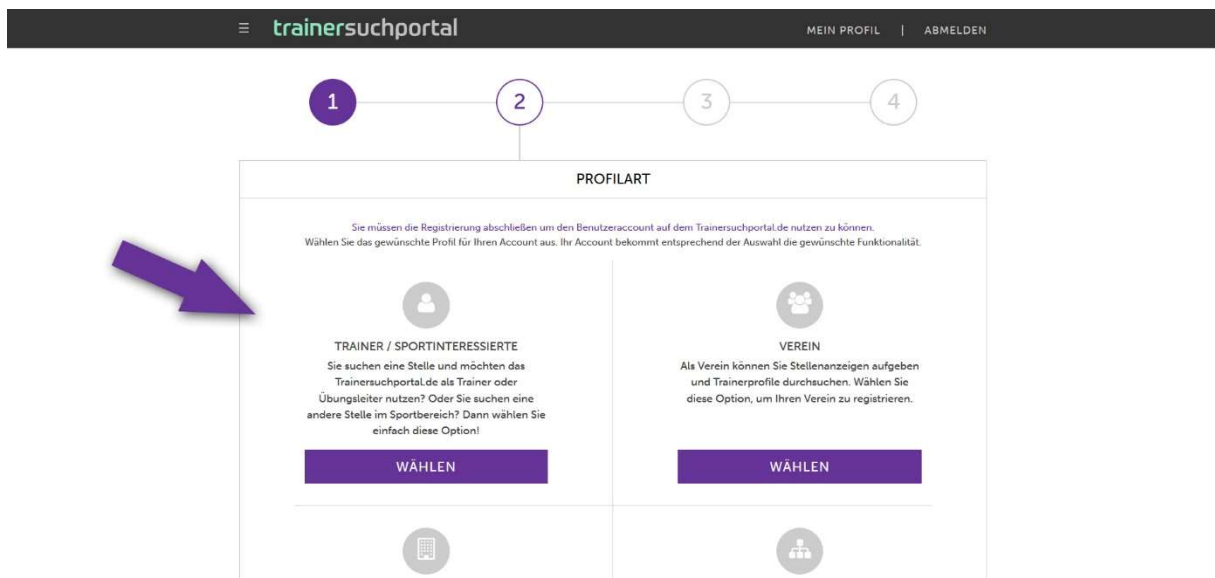 trainersuchportal
MEIN PROFIL | ABMELDEN
1
2
3
4
PROFILART
Sie müssen die Registrierung abschließen um den Benutzeraccount auf dem Trainersuchportal.de nutzen zu können.
Wählen Sie das gewünschte Profil für Ihren Account aus. Ihr Account bekommt entsprechend der Auswahl die gewünschte Funktionalität.
TRAINER / SPORTINTERESSIERTE
Sie suchen eine Stelle und möchten das
Trainersuchportal.de als Trainer oder
Übungsleiter nutzen? Oder Sie suchen eine
andere Stelle im Sportbereich? Dann wählen Sie
einfach diese Option!
WÄHLEN
VEREIN
Als Verein können Sie Stellenanzeigen aufgeben
und Trainerprofile durchsuchen. Wählen Sie
diese Option, um Ihren Verein zu registrieren.
WÄHLEN